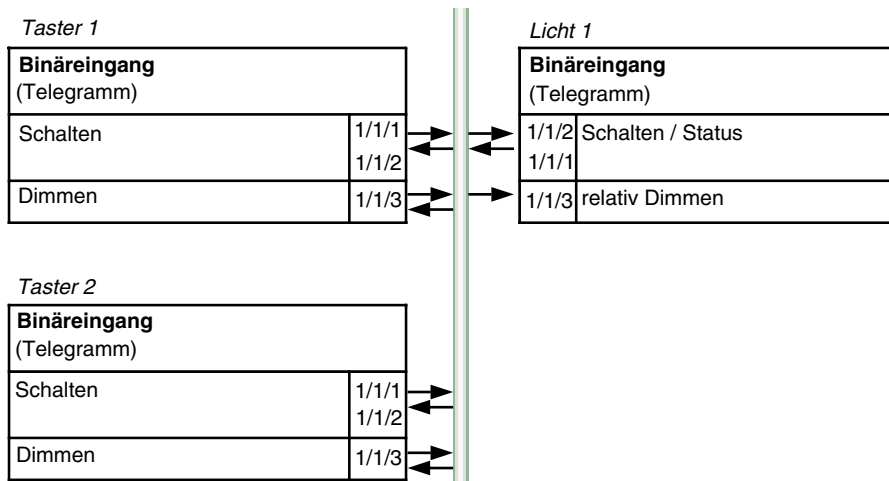 Taster 1
Binäreingang
(Telegramm)
Schalten
1/1/1
1/1/2
Dimmen
1/1/3
Licht 1
Binäreingang
(Telegramm)
1/1/2 Schalten / Status
1/1/1
1/1/3 relativ Dimmen
Taster 2
Binäreingang
(Telegramm)
Schalten
1/1/1
1/1/2
Dimmen
1/1/3